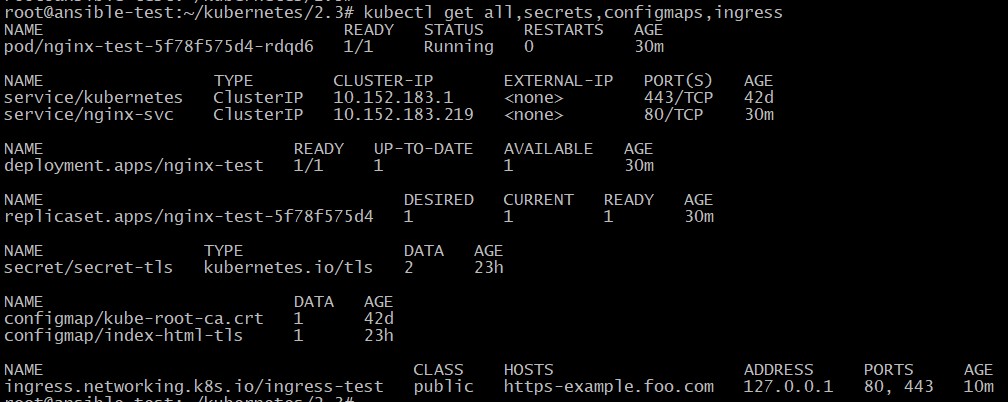 root@ansible-test:~/kubernetes/2.3# kubectl get all,secrets,configmaps,ingress
NAME READY STATUS RESTARTS AGE
pod/nginx-test-5f78f575d4-rdqd6 1/1 Running 0 30m
NAME TYPE CLUSTER-IP EXTERNAL-IP PORT(S) AGE
service/kubernetes ClusterIP 10.152.183.1 <none> 443/TCP 42d
service/nginx-svc ClusterIP 10.152.183.219 <none> 80/TCP 30m
NAME READY UP-TO-DATE AVAILABLE AGE
deployment.apps/nginx-test 1/1 1 1 30m
NAME DESIRED CURRENT READY AGE
replicaset.apps/nginx-test-5f78f575d4 1 1 1 30m
NAME TYPE DATA AGE
secret/secret-tls kubernetes.io/tls 2 23h
NAME DATA AGE
configmap/kube-root-ca.crt 1 42d
configmap/index-html-tls 1 23h
NAME CLASS HOSTS ADDRESS PORTS AGE
ingress.networking.k8s.io/ingress-test public https-example.foo.com 127.0.0.1 80, 443 10m
root@ansible-test:~/kubernetes/2.3#